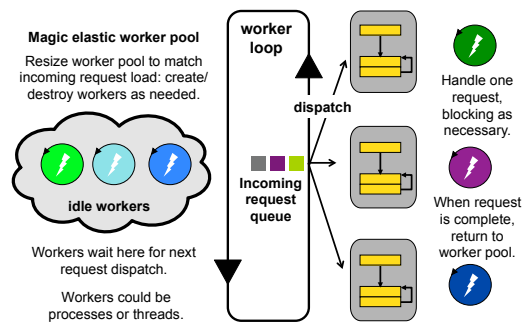 Magic elastic worker pool
Resize worker pool to match
incoming request load: create/
destroy workers as needed.
idle workers
Workers wait here for next
request dispatch.
Workers could be
processes or threads.
worker
loop
dispatch
Incoming
request
queue
Handle one
request,
blocking as
necessary.
When request
is complete,
return to
worker pool.